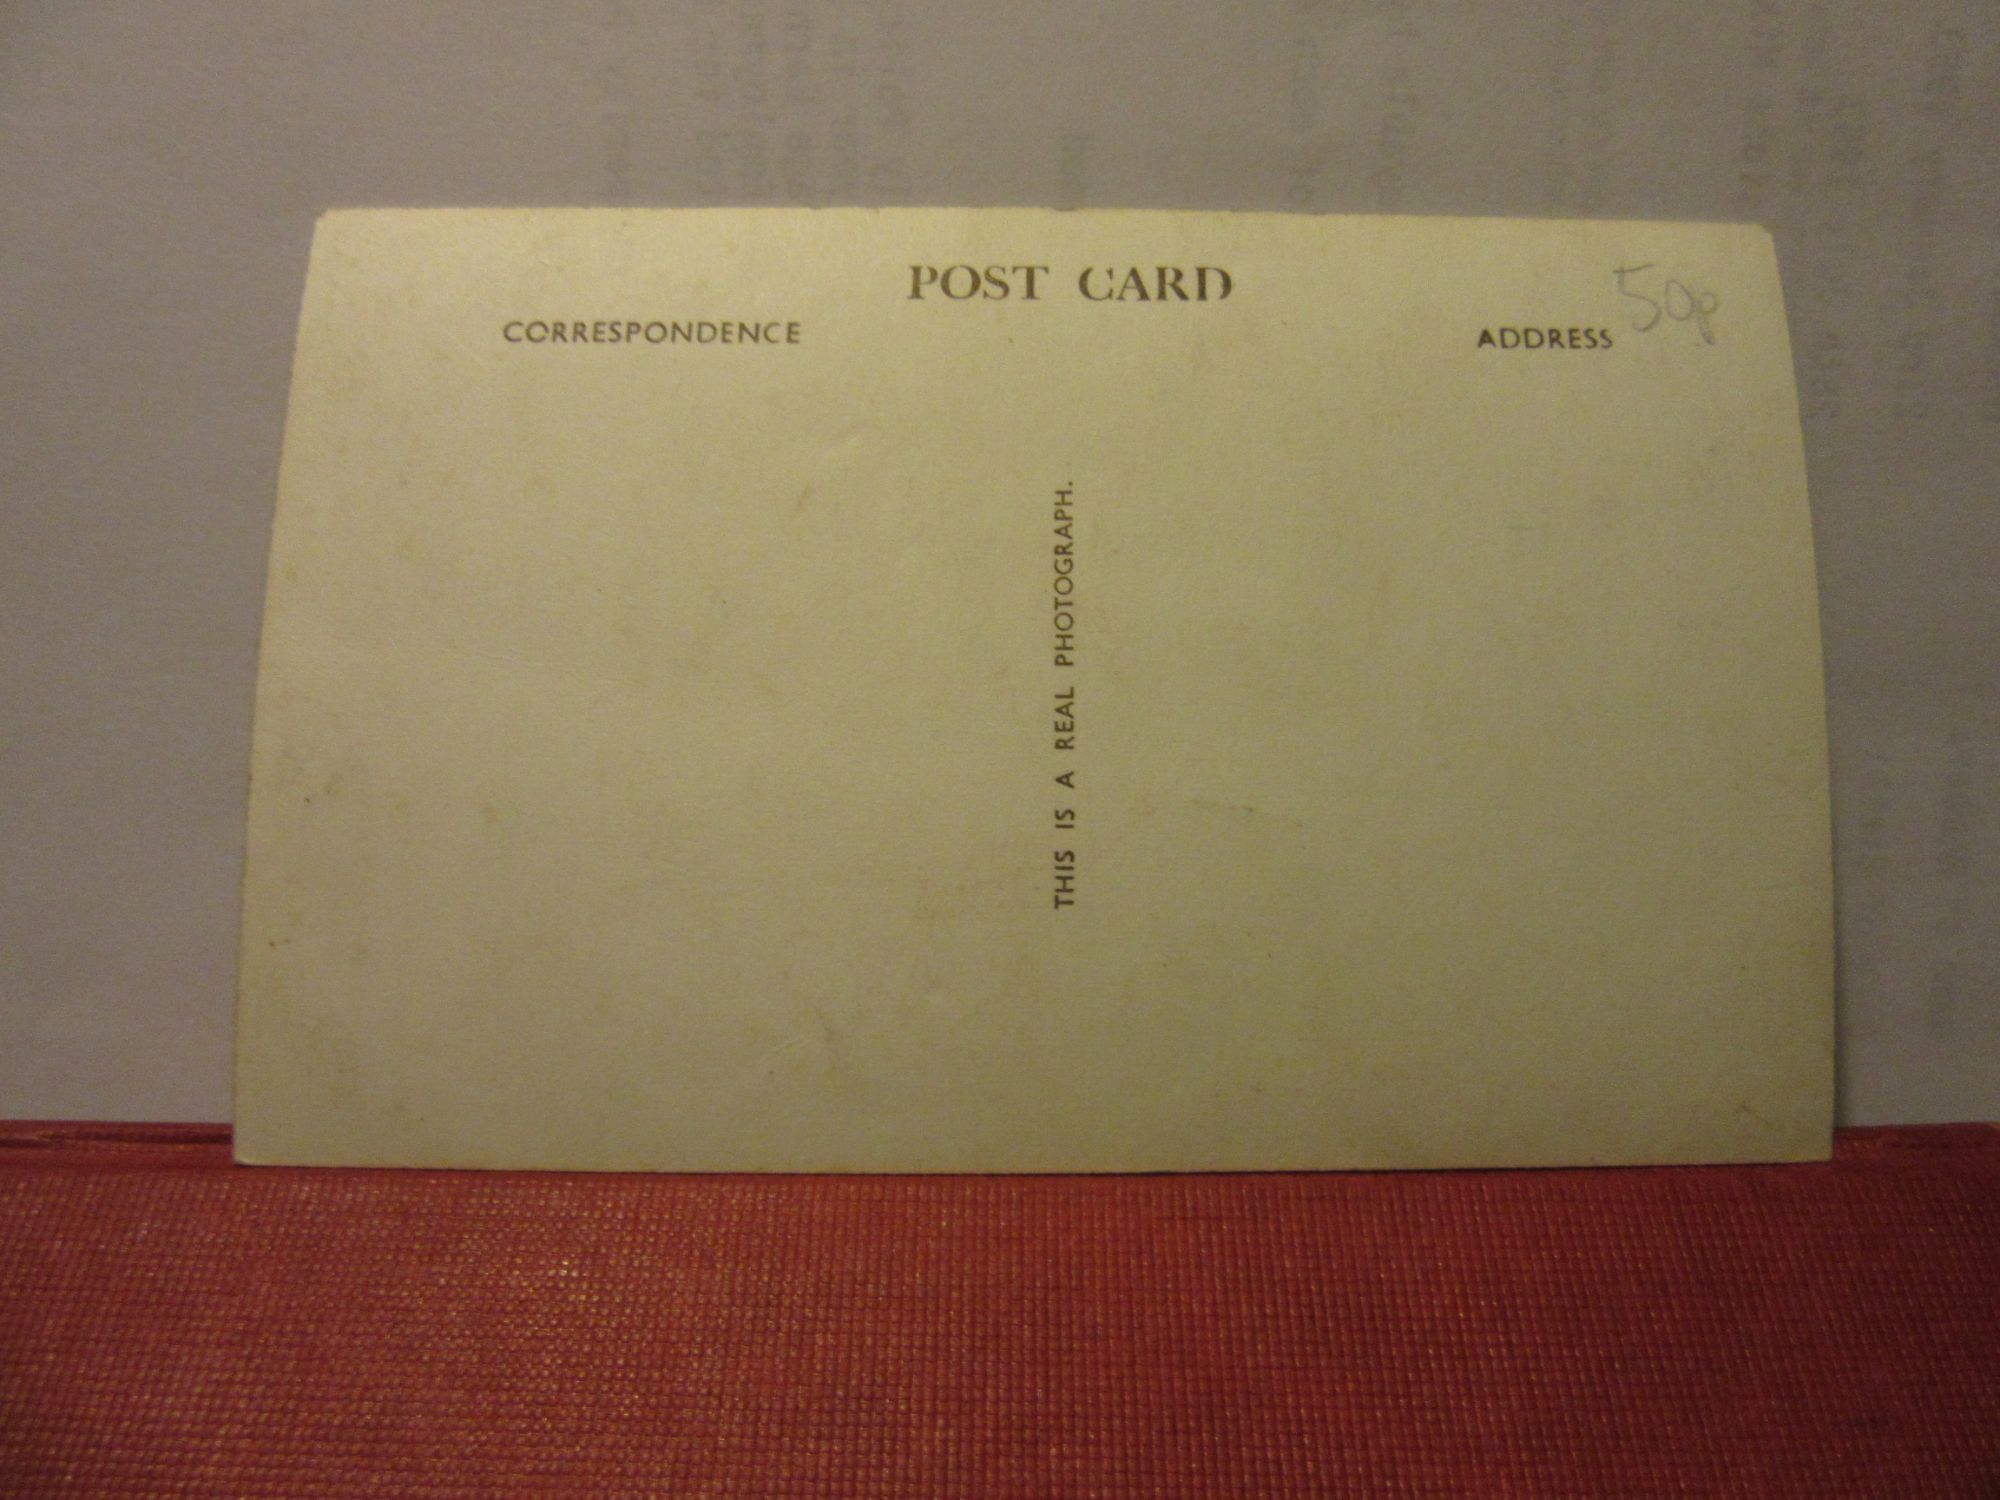 POST CARD
CORRESPONDENCE
ADDRESS
50p
THIS IS A REAL PHOTOGRAPH.